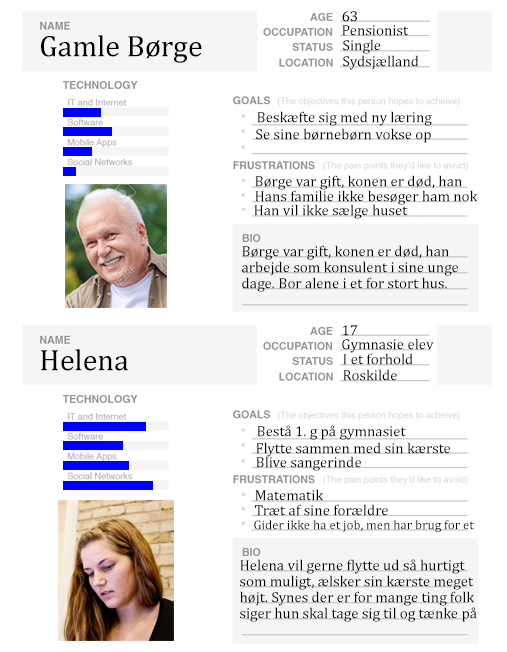 NAME
Gamle Børge
AGE 63
OCCUPATION Pensionist
STATUS Single
LOCATION Sydsjælland
TECHNOLOGY
IT and Internet
Software
Mobile Apps
Social Networks
GOALS (The objectives this person hopes to acheive)
Beskæfte sig med ny læring
Se sine børnebørn vokse op
FRUSTRATIONS (The pain points they'd like to avoid)
Børge var gift, konen er død, han
Hans familie ikke besøger ham nok
Han vil ikke sælge huset
BIO
Børge var gift, konen er død, han
arbejde som konsulent i sine unge
dage. Bor alene i et for stort hus.
NAME
Helena
AGE 17
OCCUPATION Gymnasie elev
STATUS I et forhold
LOCATION Roskilde
TECHNOLOGY
IT and Internet
Software
Mobile Apps
Social Networks
GOALS (The objectives this person hopes to acheive)
Bestå 1. g på gymnasiet
Flytte sammen med sin kærste
Blive sangerinde
FRUSTRATIONS (The pain points they'd like to avoid)
Matematik
Træt af sine forældre
Gider ikke ha et job, men har brug for et
BIO
Helena vil gerne flytte ud så hurtigt
som muligt, ælsker sin kærste meget
højt. Synes der er for mange ting folk
siger hun skal tage sig til og tænke på